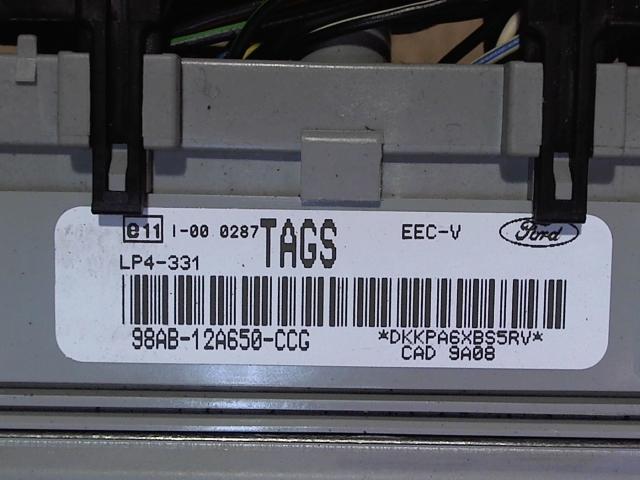 e11 I-00 0287 TAGS EEC-V Ford
LP4-331
98AB-12A650-CCG *DKKPA6XBS5RV*
CAD 9A08